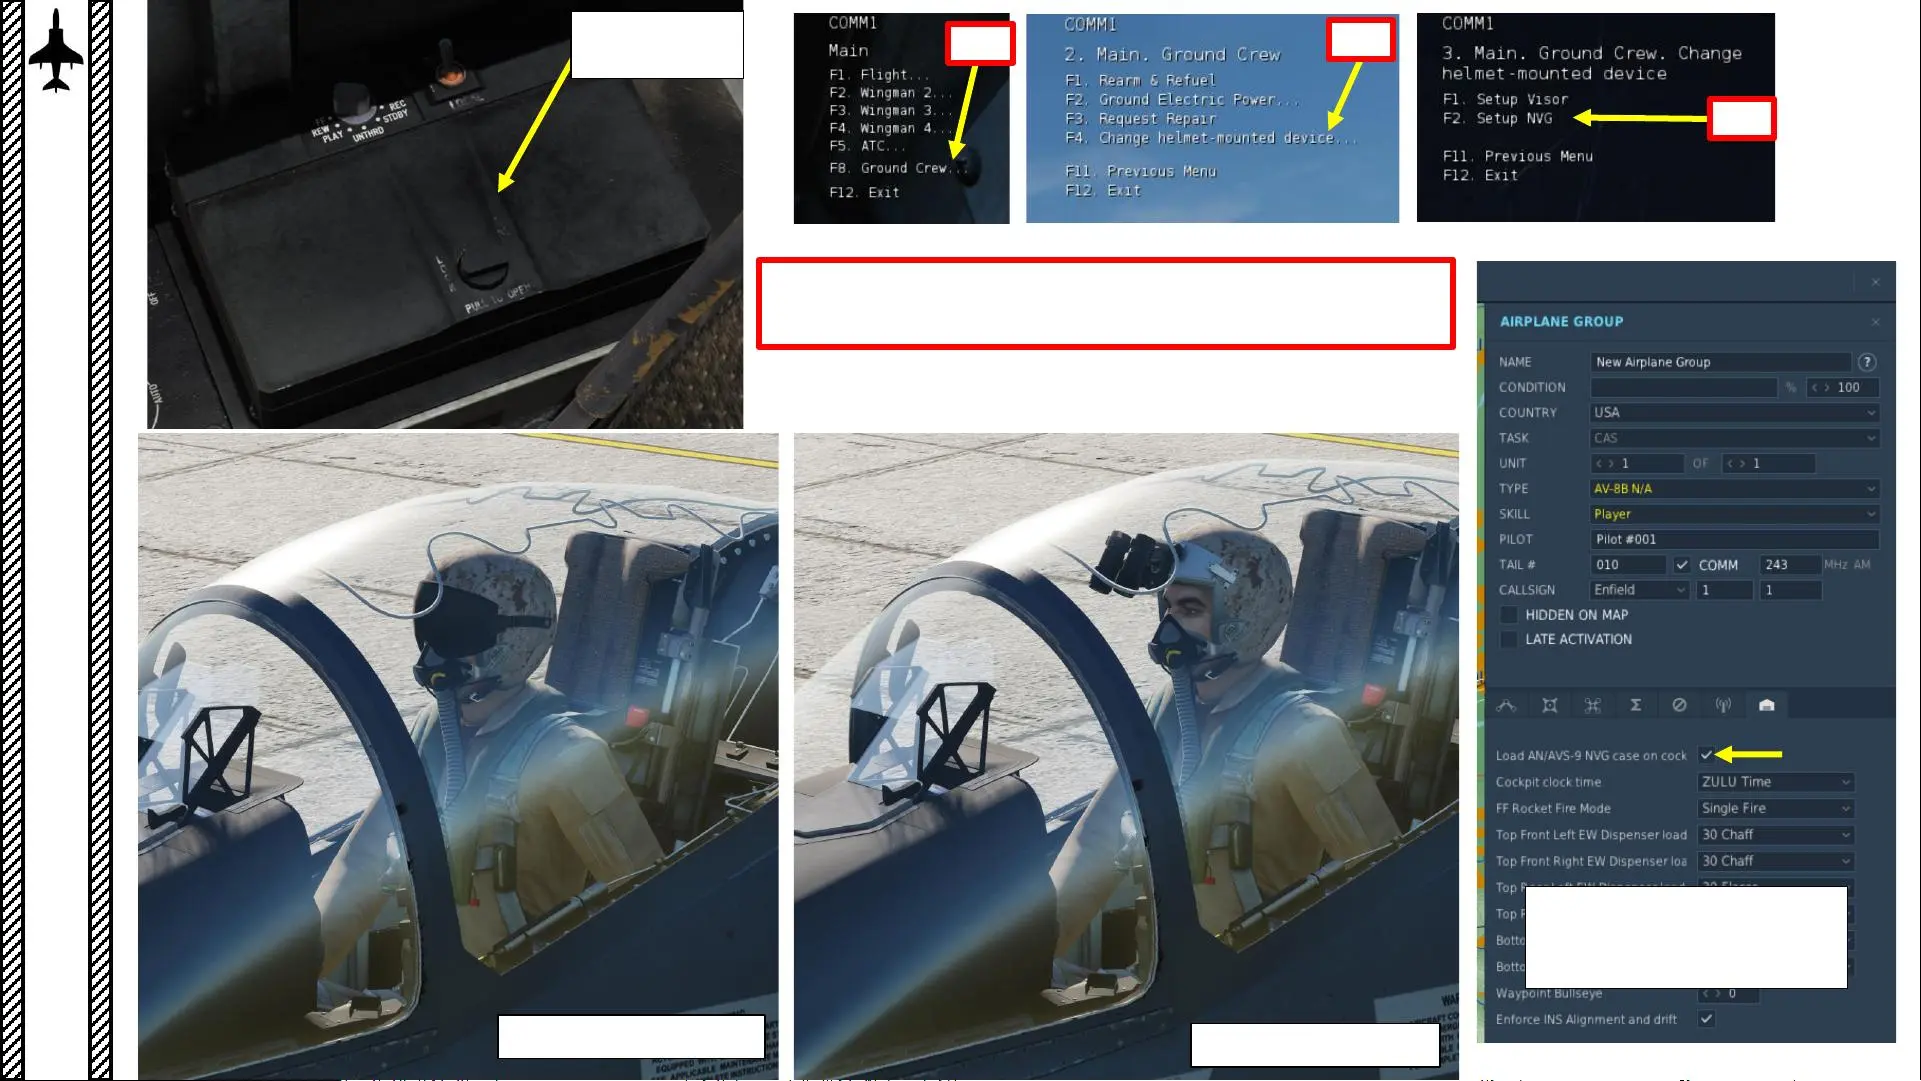 REC
STDBY
UNTHRD
PLAY
REW
PULL TO OPEN
OFF
AUTO
COMM1
Main
F1. Flight...
F2. Wingman 2...
F3. Wingman 3...
F4. Wingman 4...
F5. ATC...
F8. Ground Crew...
F12. Exit
COMM1
2. Main. Ground Crew
F1. Rearm & Refuel
F2. Ground Electric Power...
F3. Request Repair
F4. Change helmet-mounted device...
F11. Previous Menu
F12. Exit
COMM1
3. Main. Ground Crew. Change
helmet-mounted device
F1. Setup Visor
F2. Setup NVG
F11. Previous Menu
F12. Exit
AIRPLANE GROUP
NAME New Airplane Group ?
CONDITION % < > 100
COUNTRY USA
TASK CAS
UNIT < > 1 OF < > 1
TYPE AV-8B N/A
SKILL Player
PILOT Pilot #001
TAIL # 010 COMM 243 MHz AM
CALLSIGN Enfield 1 1
HIDDEN ON MAP
LATE ACTIVATION
Load AN/AVS-9 NVG case on cock
Cockpit clock time ZULU Time
FF Rocket Fire Mode Single Fire
Top Front Left EW Dispenser load 30 Chaff
Top Front Right EW Dispenser loa 30 Chaff
Top
Top
Waypoint Bullseye < > 0
Enforce INS Alignment and drift